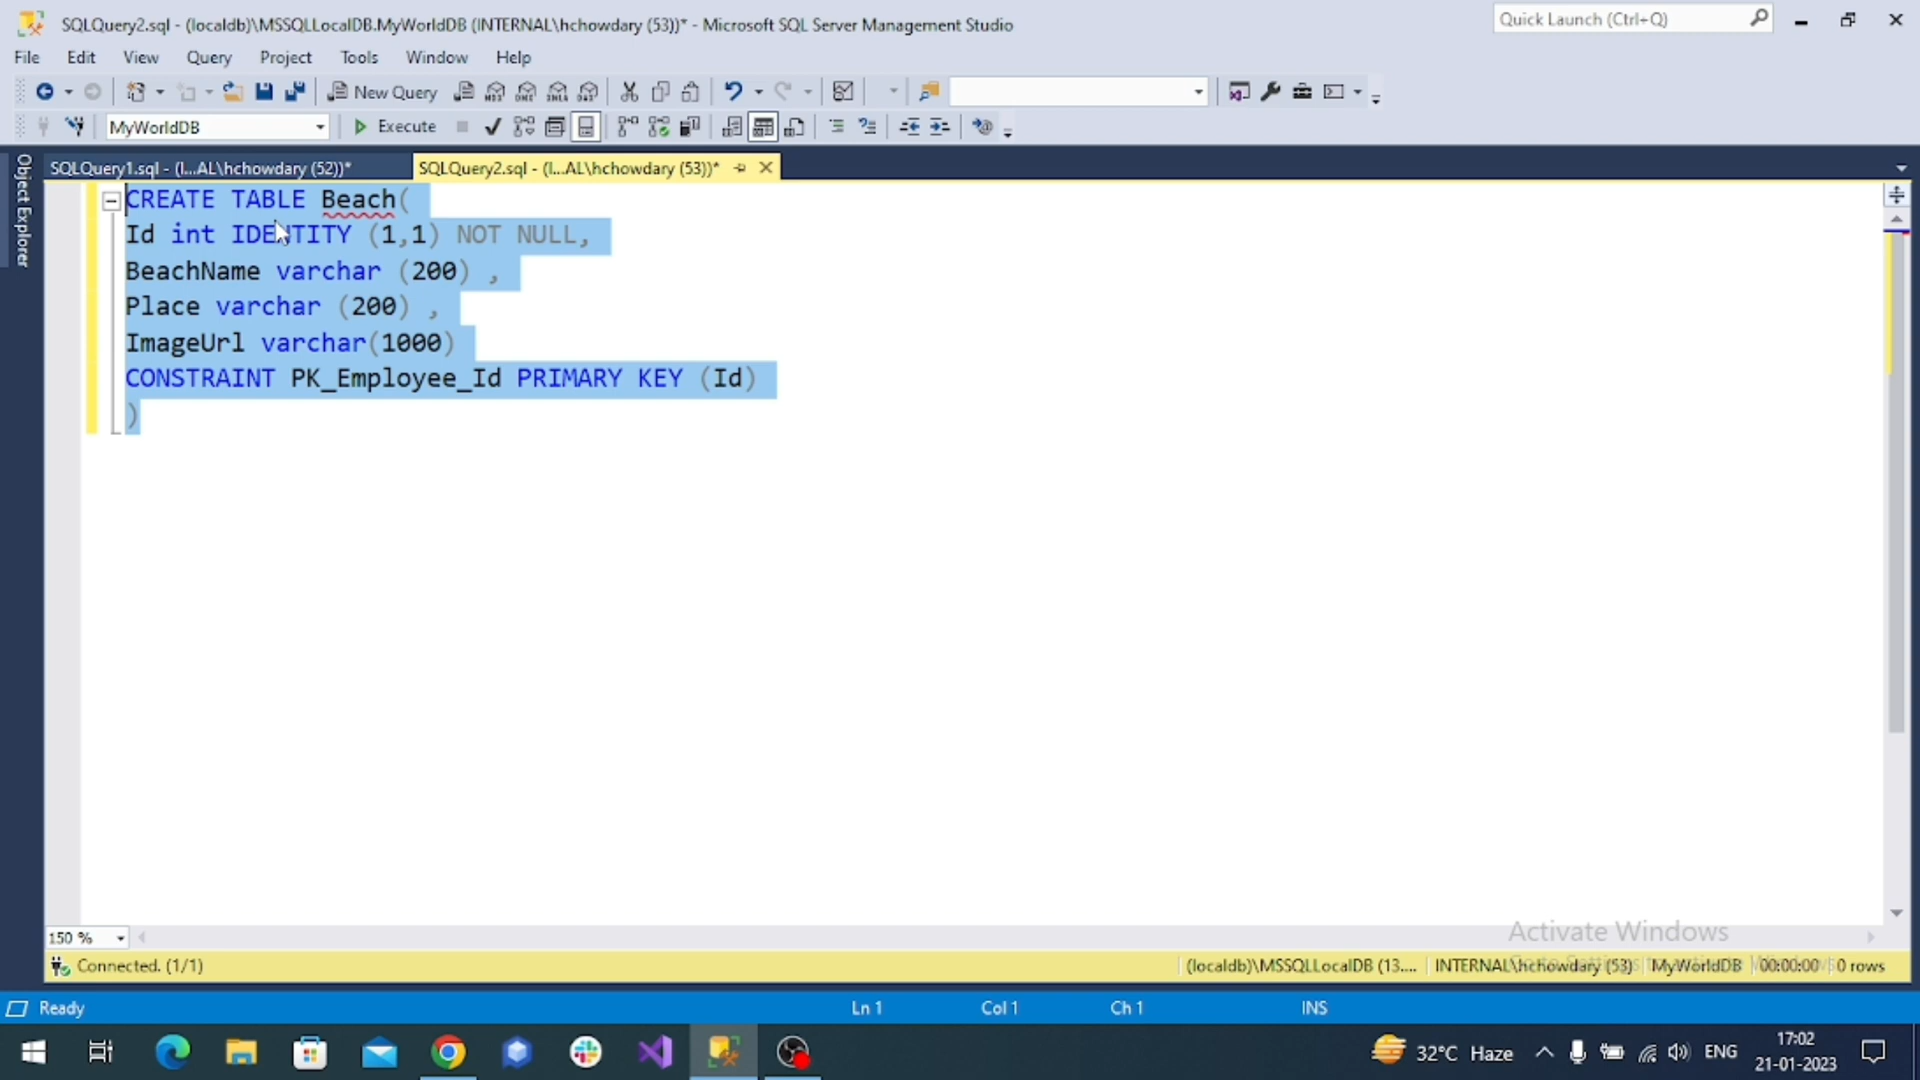 SQLQuery2.sql - (localdb)\MSSQLLocalDB.MyWorldDB (INTERNAL\hchowdary (53))* - Microsoft SQL Server Management Studio
Quick Launch (Ctrl+Q)
File Edit View Query Project Tools Window Help
New Query
MyWorldDB
Execute
Object Explorer
SQLQuery1.sql - (l...AL\hchowdary (52))*
SQLQuery2.sql - (l...AL\hchowdary (53))*
CREATE TABLE Beach(
Id int IDENTITY (1,1) NOT NULL,
BeachName varchar (200) ,
Place varchar (200) ,
ImageUrl varchar(1000)
CONSTRAINT PK_Employee_Id PRIMARY KEY (Id)
)
Activate Windows
150 %
Connected. (1/1)
(localdb)\MSSQLLocalDB (13.... INTERNAL\hchowdary (53) MyWorldDB 00:00:00 0 rows
Ready Ln 1 Col 1 Ch 1 INS
32°C Haze ENG
17:02
21-01-2023